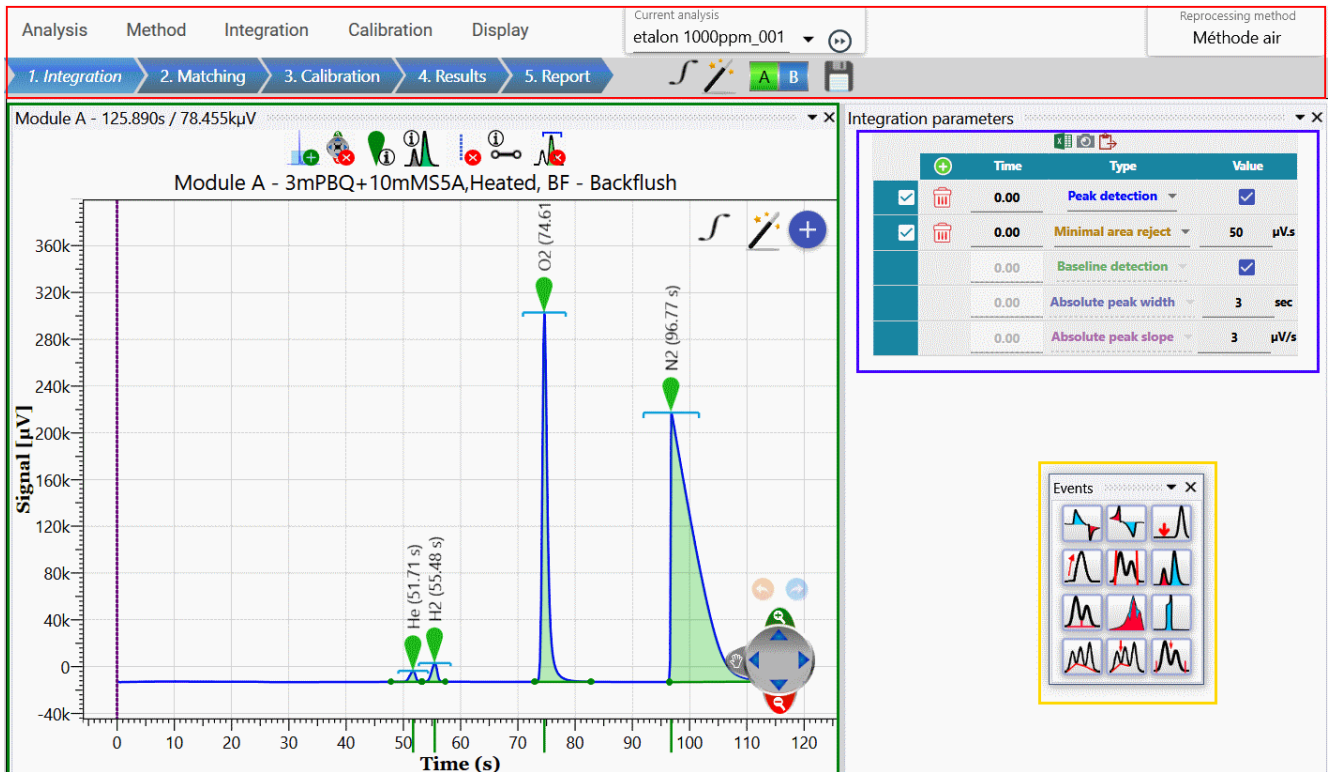 Analysis Method Integration Calibration Display
Current analysis
etalon 1000ppm_001
Reprocessing method
Méthode air
1. Integration 2. Matching 3. Calibration 4. Results 5. Report
A B
Module A - 125.890s / 78.455kµV
Module A - 3mPBQ+10mMS5A,Heated, BF - Backflush
Signal [µV]
360k
320k
280k
240k
200k
160k
120k
80k
40k
0
-40k
He (51.71 s)
H2 (55.48 s)
O2 (74.61
N2 (96.77 s)
0 10 20 30 40 50 60 70 80 90 100 110 120
Time (s)
Integration parameters
Time Type Value
0.00 Peak detection
0.00 Minimal area reject 50 µV.s
0.00 Baseline detection
0.00 Absolute peak width 3 sec
0.00 Absolute peak slope 3 µV/s
Events